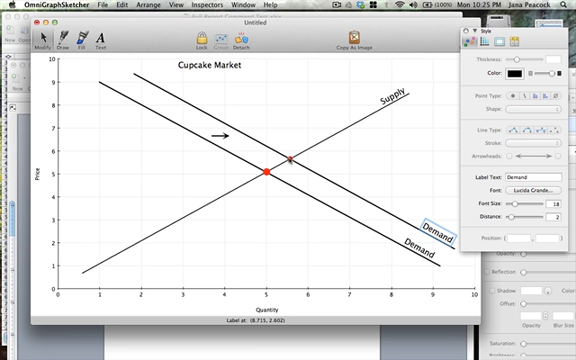 OmniGraphSketcher File Edit Arrange View Inspectors Window Help
(100%) Mon 10:25 PM Jana Peacock
Untitled
Modify Draw Fill Text Lock Group Detach Copy As Image
Style
Thickness:
Color:
Point Type:
Shape:
Line Type:
Stroke:
Arrowheads:
Label Text: Demand
Font: Lucida Grande...
Font Size: 18
Distance: 2
Position:
Cupcake Market
Supply
Demand
Demand
Price
10
9
8
7
6
5
4
3
2
1
0
0 1 2 3 4 5 6 7 8 9 10
Quantity
Label at: (8.715, 2.602)
Reflection
Shadow
Offset:
Opacity Blur Size